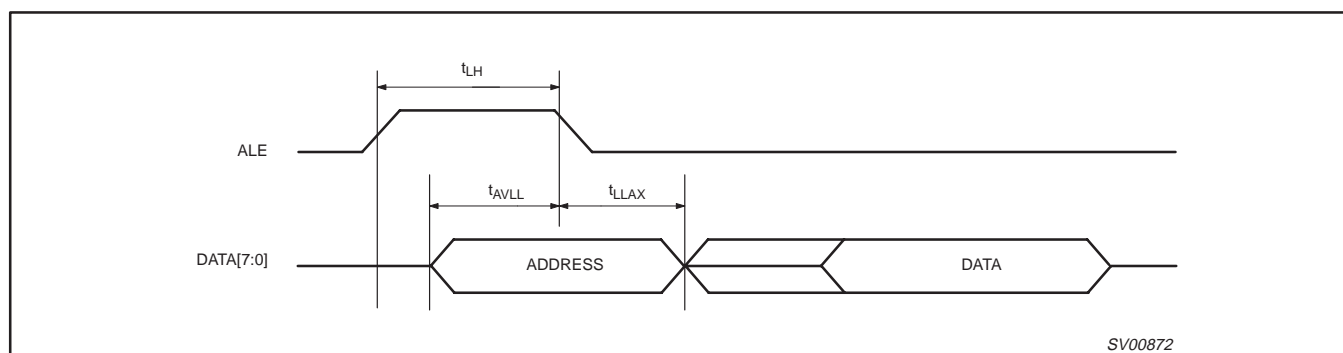 tLH
ALE
tAVLL tLLAX
DATA[7:0] ADDRESS DATA
SV00872